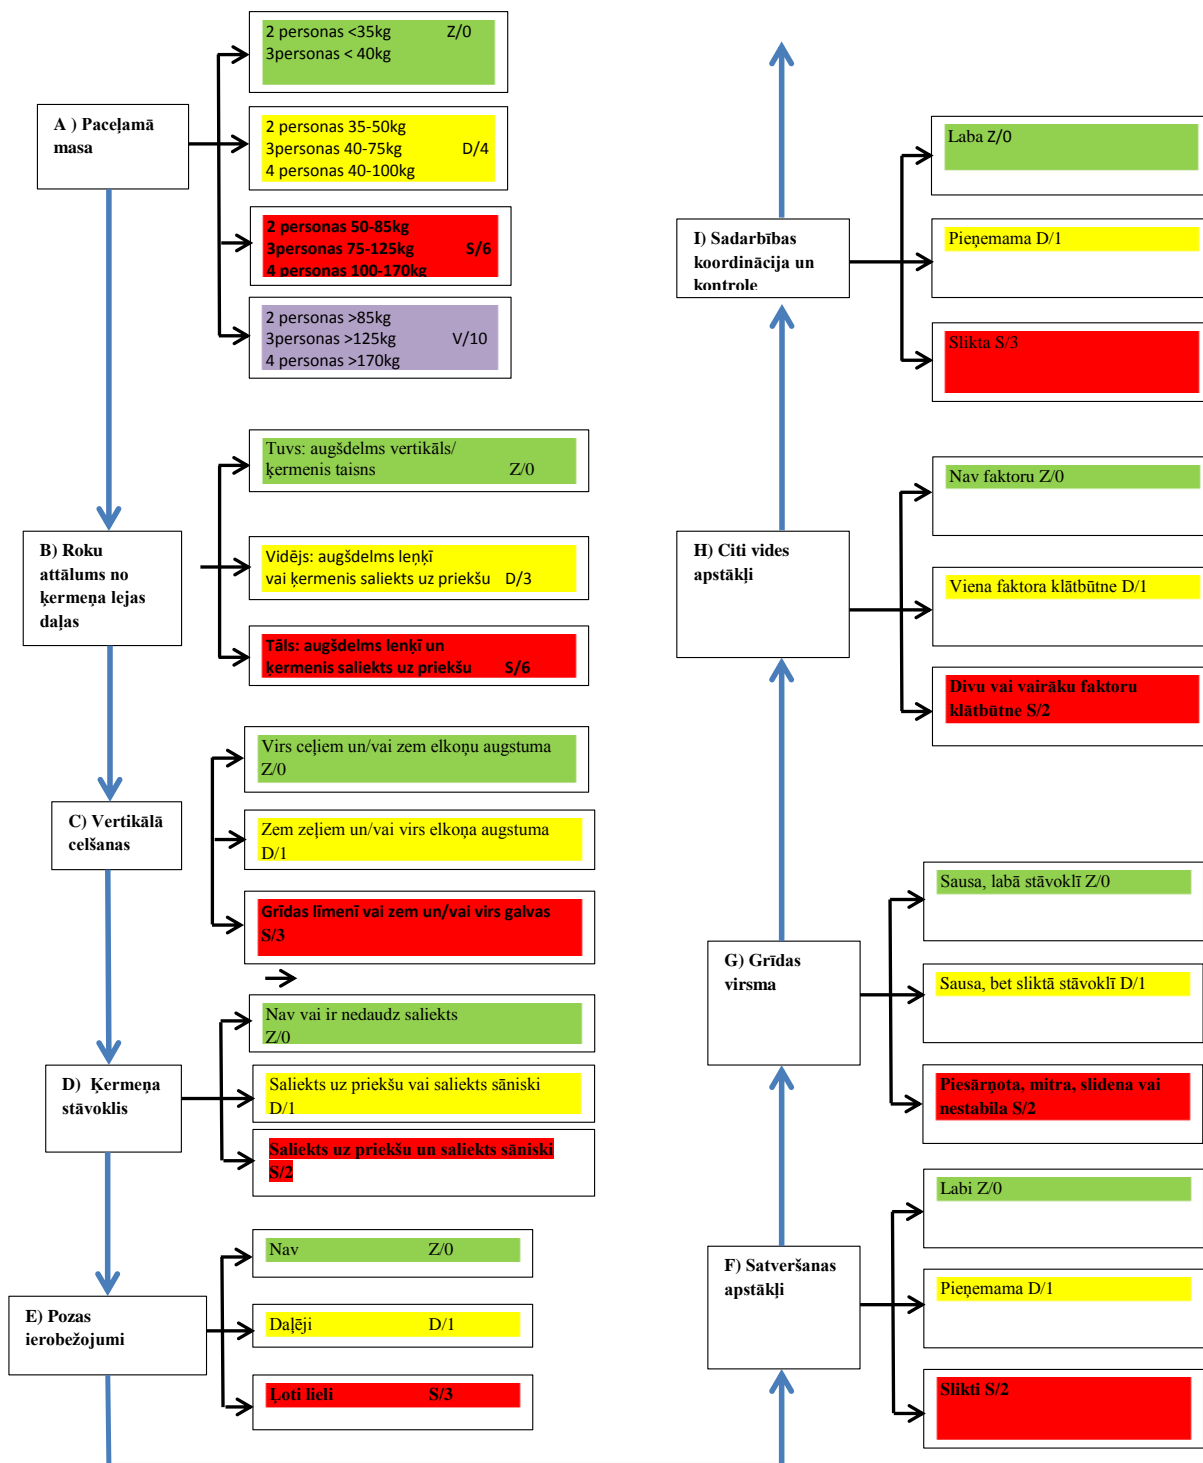 A ) Paceļamā
masa
2 personas <35kg Z/0
3personas < 40kg
2 personas 35-50kg
3personas 40-75kg D/4
4 personas 40-100kg
2 personas 50-85kg
3personas 75-125kg S/6
4 personas 100-170kg
2 personas >85kg
3personas >125kg V/10
4 personas >170kg
B) Roku
attālums no
ķermeņa lejas
daļas
Tuvs: augšdelms vertikāls/
ķermenis taisns Z/0
Vidējs: augšdelms leņķī
vai ķermenis saliekts uz priekšu D/3
Tāls: augšdelms lenķī un
ķermenis saliekts uz priekšu S/6
C) Vertikālā
celšanas
Virs ceļiem un/vai zem elkoņu augstuma
Z/0
Zem zeļiem un/vai virs elkoņa augstuma
D/1
Grīdas līmenī vai zem un/vai virs galvas
S/3
D) Ķermeņa
stāvoklis
Nav vai ir nedaudz saliekts
Z/0
Saliekts uz priekšu vai saliekts sāniski
D/1
Saliekts uz priekšu un saliekts sāniski
S/2
E) Pozas
ierobežojumi
Nav Z/0
Daļēji D/1
Ļoti lieli S/3
F) Satveršanas
apstākļi
Labi Z/0
Pieņemama D/1
Slikti S/2
G) Grīdas
virsma
Sausa, labā stāvoklī Z/0
Sausa, bet sliktā stāvoklī D/1
Piesārņota, mitra, slidena vai
nestabila S/2
H) Citi vides
apstākļi
Nav faktoru Z/0
Viena faktora klātbūtne D/1
Divu vai vairāku faktoru
klātbūtne S/2
I) Sadarbības
koordinācija un
kontrole
Laba Z/0
Pieņemama D/1
Slikta S/3